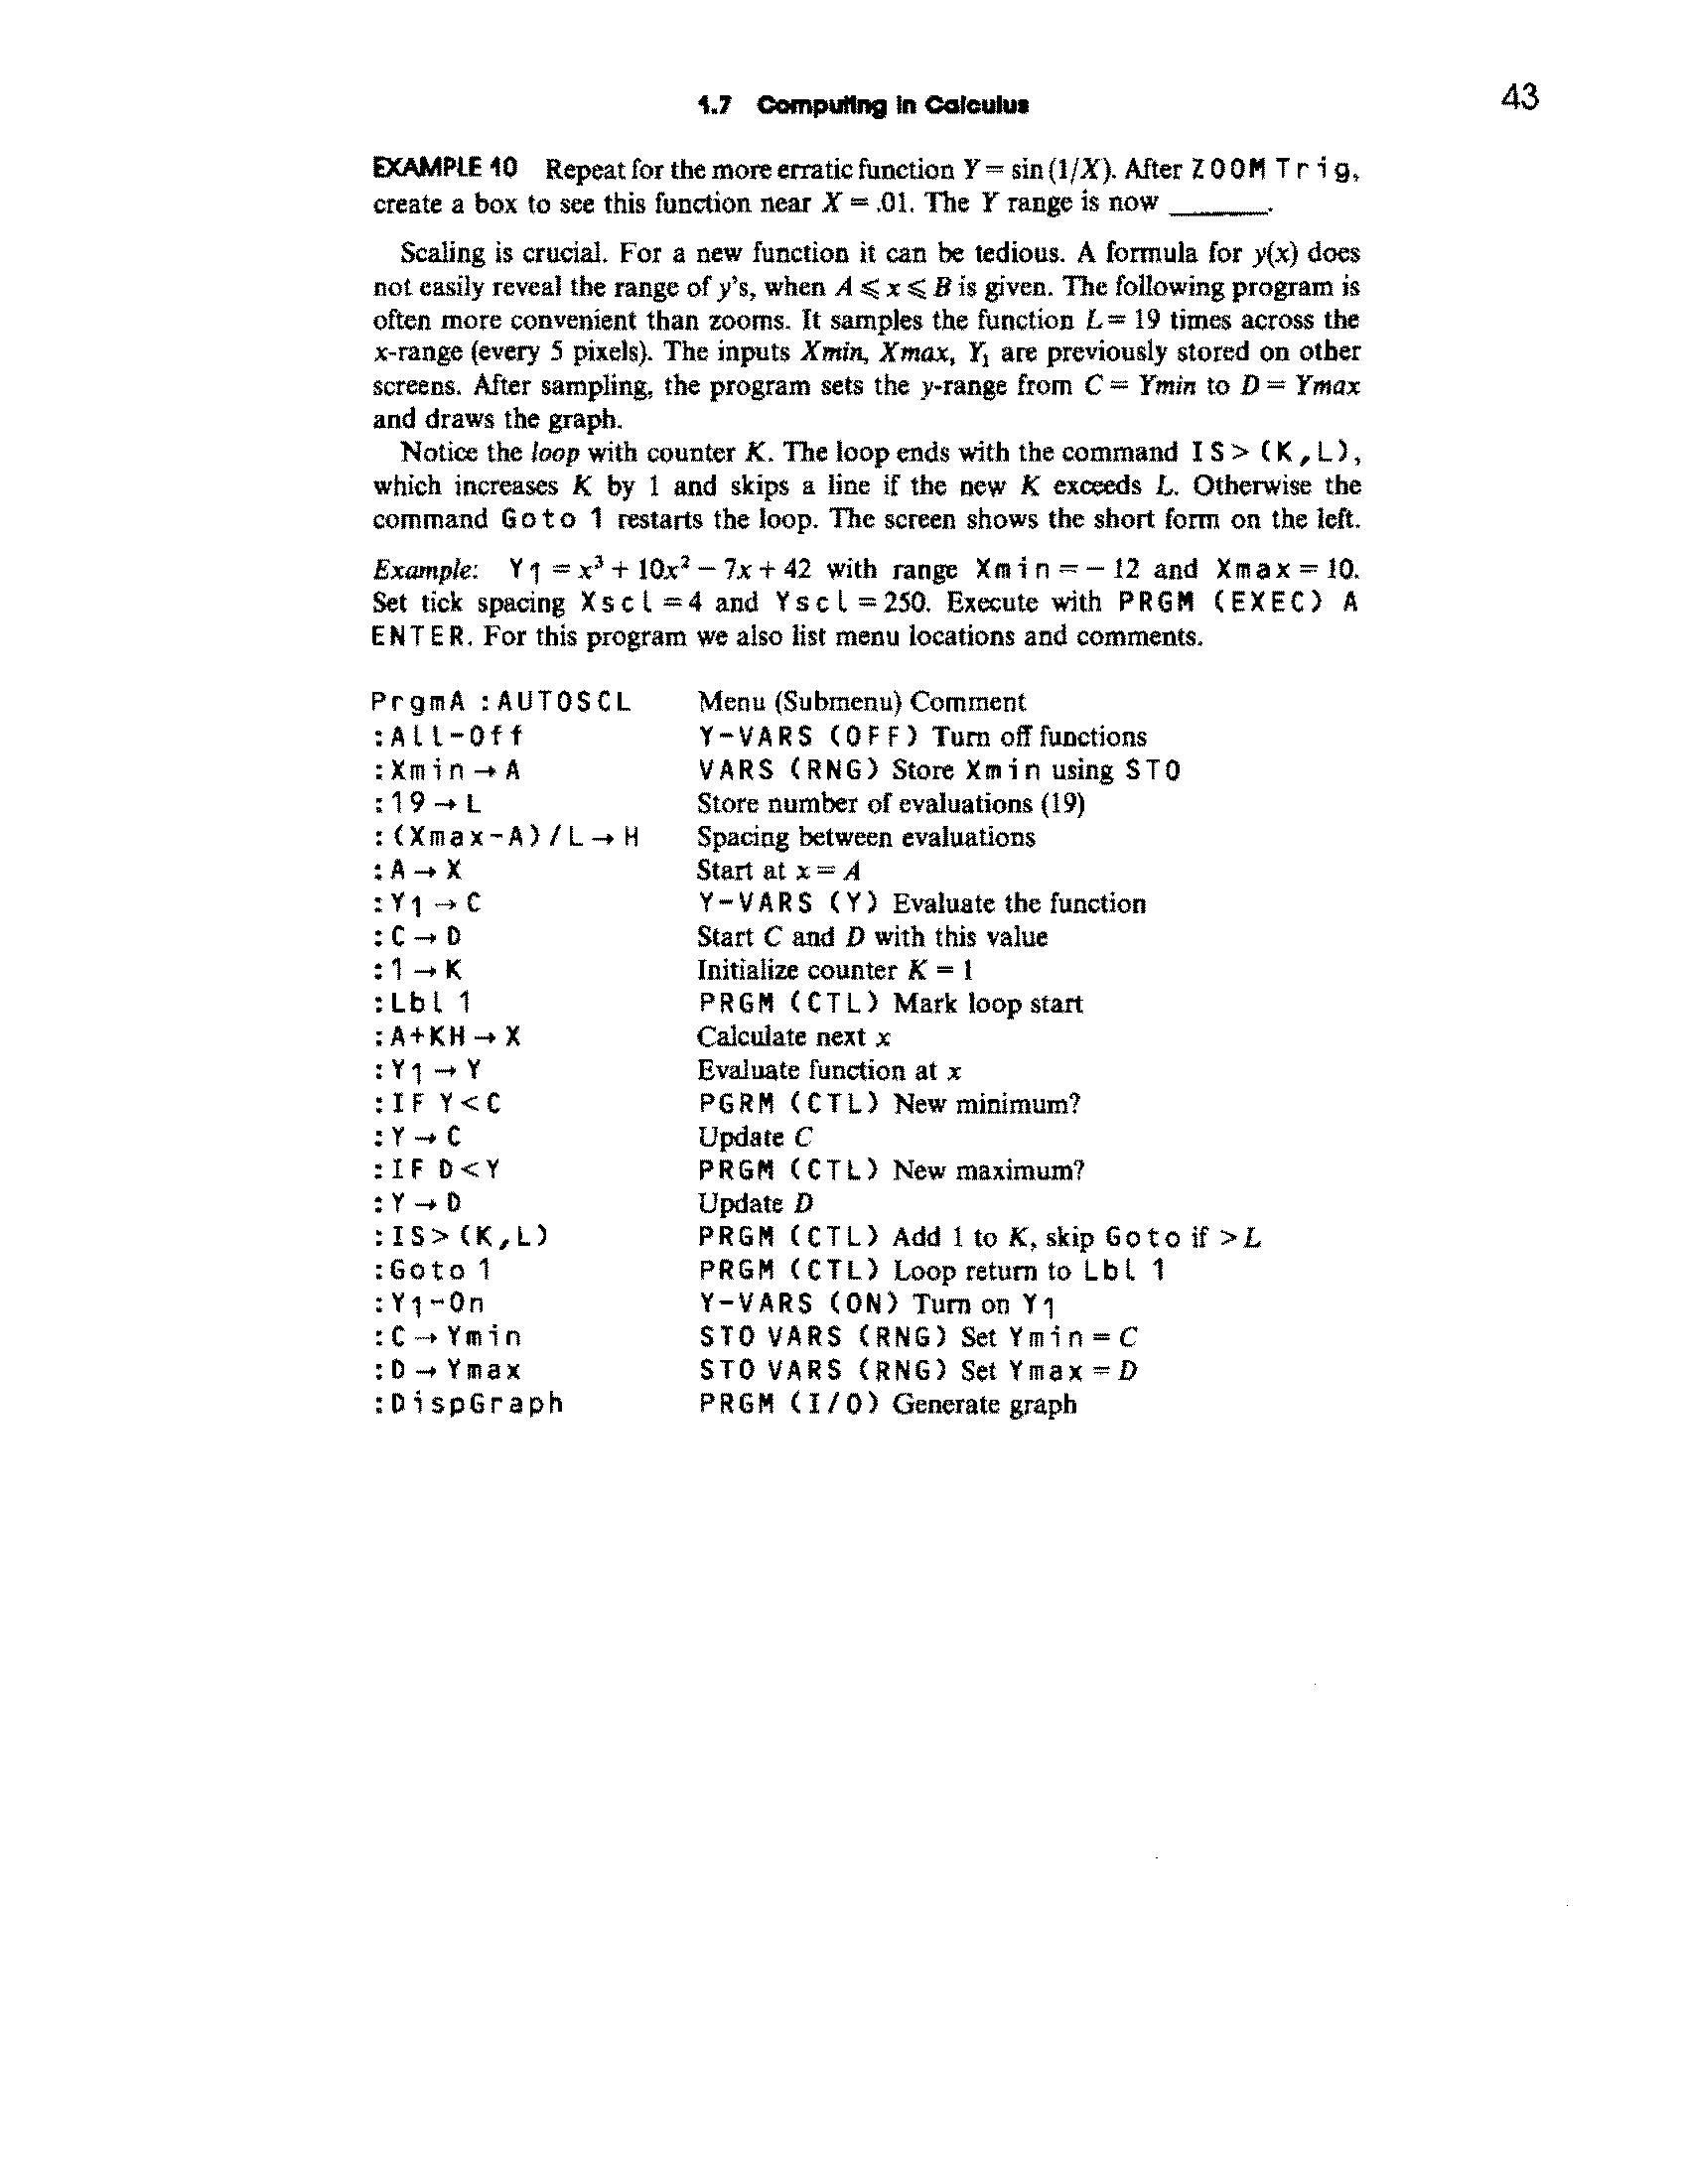 1.7 Computing in Calculus 43
EXAMPLE 10 Repeat for the more erratic function Y = sin(1/X). After ZOOM Trig,
create a box to see this function near X = .01. The Y range is now ______.
Scaling is crucial. For a new function it can be tedious. A formula for y(x) does
not easily reveal the range of y's, when A ⩽ x ⩽ B is given. The following program is
often more convenient than zooms. It samples the function L = 19 times across the
x-range (every 5 pixels). The inputs Xmin, Xmax, Y₁ are previously stored on other
screens. After sampling, the program sets the y-range from C = Ymin to D = Ymax
and draws the graph.
Notice the loop with counter K. The loop ends with the command IS>(K,L),
which increases K by 1 and skips a line if the new K exceeds L. Otherwise the
command Goto 1 restarts the loop. The screen shows the short form on the left.
Example: Y₁ = x³ + 10x² − 7x + 42 with range Xmin = − 12 and Xmax = 10.
Set tick spacing Xscl = 4 and Yscl = 250. Execute with PRGM (EXEC) A
ENTER. For this program we also list menu locations and comments.
PrgmA :AUTOSCL Menu (Submenu) Comment
:All-Off Y-VARS (OFF) Turn off functions
:Xmin → A VARS (RNG) Store Xmin using STO
:19 → L Store number of evaluations (19)
:(Xmax-A)/L → H Spacing between evaluations
:A → X Start at x = A
:Y₁ → C Y-VARS (Y) Evaluate the function
:C → D Start C and D with this value
:1 → K Initialize counter K = 1
:Lbl 1 PRGM (CTL) Mark loop start
:A+KH → X Calculate next x
:Y₁ → Y Evaluate function at x
:IF Y<C PGRM (CTL) New minimum?
:Y → C Update C
:IF D<Y PRGM (CTL) New maximum?
:Y → D Update D
:IS>(K,L) PRGM (CTL) Add 1 to K, skip Goto if >L
:Goto 1 PRGM (CTL) Loop return to Lbl 1
:Y₁-On Y-VARS (ON) Turn on Y₁
:C → Ymin STO VARS (RNG) Set Ymin = C
:D → Ymax STO VARS (RNG) Set Ymax = D
:DispGraph PRGM (I/O) Generate graph